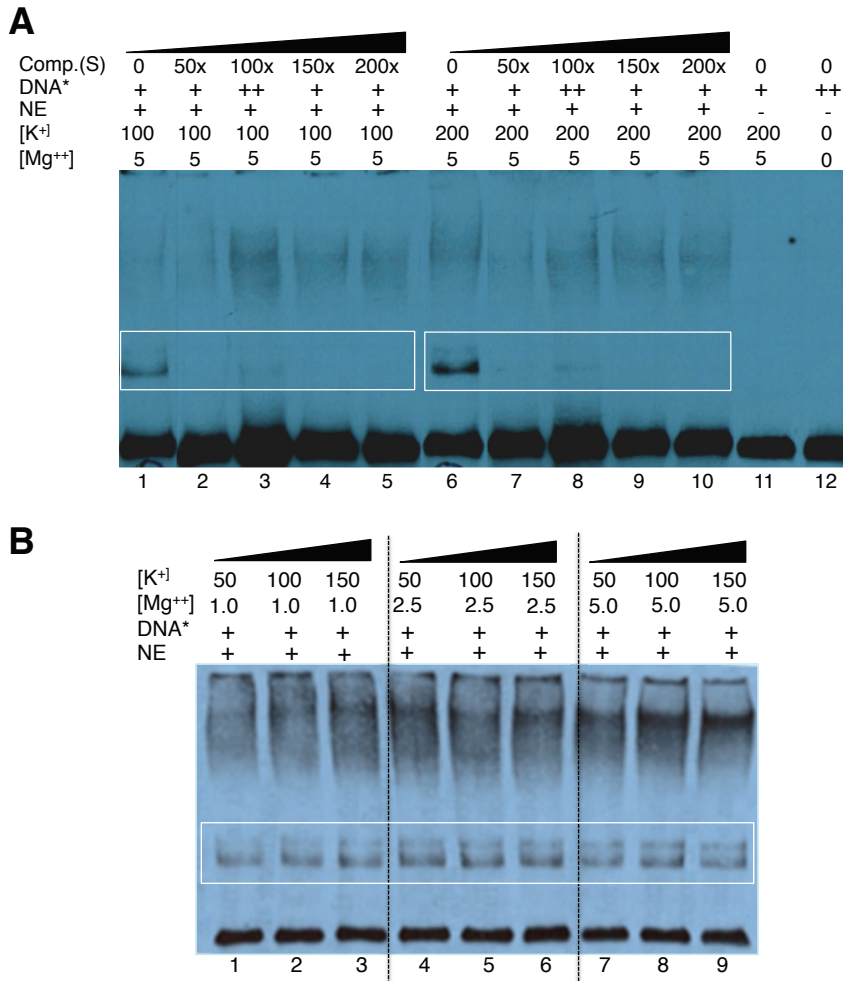 A
Comp.(S) 0 50x 100x 150x 200x 0 50x 100x 150x 200x 0 0
DNA* + + ++ + + + + ++ + + + ++
NE + + + + + + + + + + - -
[K+] 100 100 100 100 100 200 200 200 200 200 200 0
[Mg++] 5 5 5 5 5 5 5 5 5 5 5 0
1 2 3 4 5 6 7 8 9 10 11 12
B
[K+] 50 100 150 50 100 150 50 100 150
[Mg++] 1.0 1.0 1.0 2.5 2.5 2.5 5.0 5.0 5.0
DNA* + + + + + + + + +
NE + + + + + + + + +
1 2 3 4 5 6 7 8 9